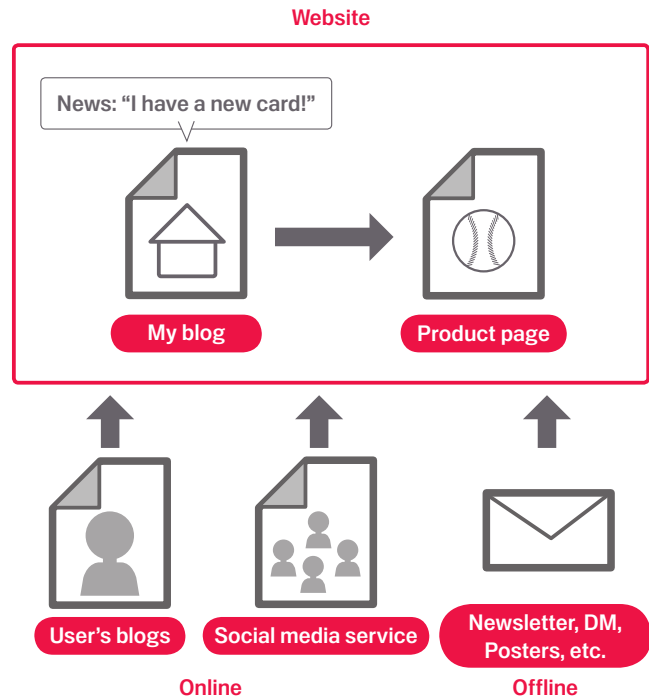 Website
News: “I have a new card!”
My blog
Product page
User's blogs
Social media service
Newsletter, DM,
Posters, etc.
Online
Offline